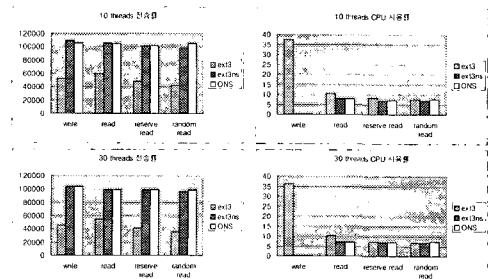 10 threads 전송률
120000
100000
80000
60000
40000
20000
0
write read reserve read random read
ext3
ext3ns
ONS
10 threads CPU 사용률
40
35
30
25
20
15
10
5
0
write read reserve read random read
ext3
ext3ns
ONS
30 threads 전송률
120000
100000
80000
60000
40000
20000
0
write read reserve read random read
ext3
ext3ns
ONS
30 threads CPU 사용률
40
35
30
25
20
15
10
5
0
write read reserve read random read
ext3
ext3ns
ONS